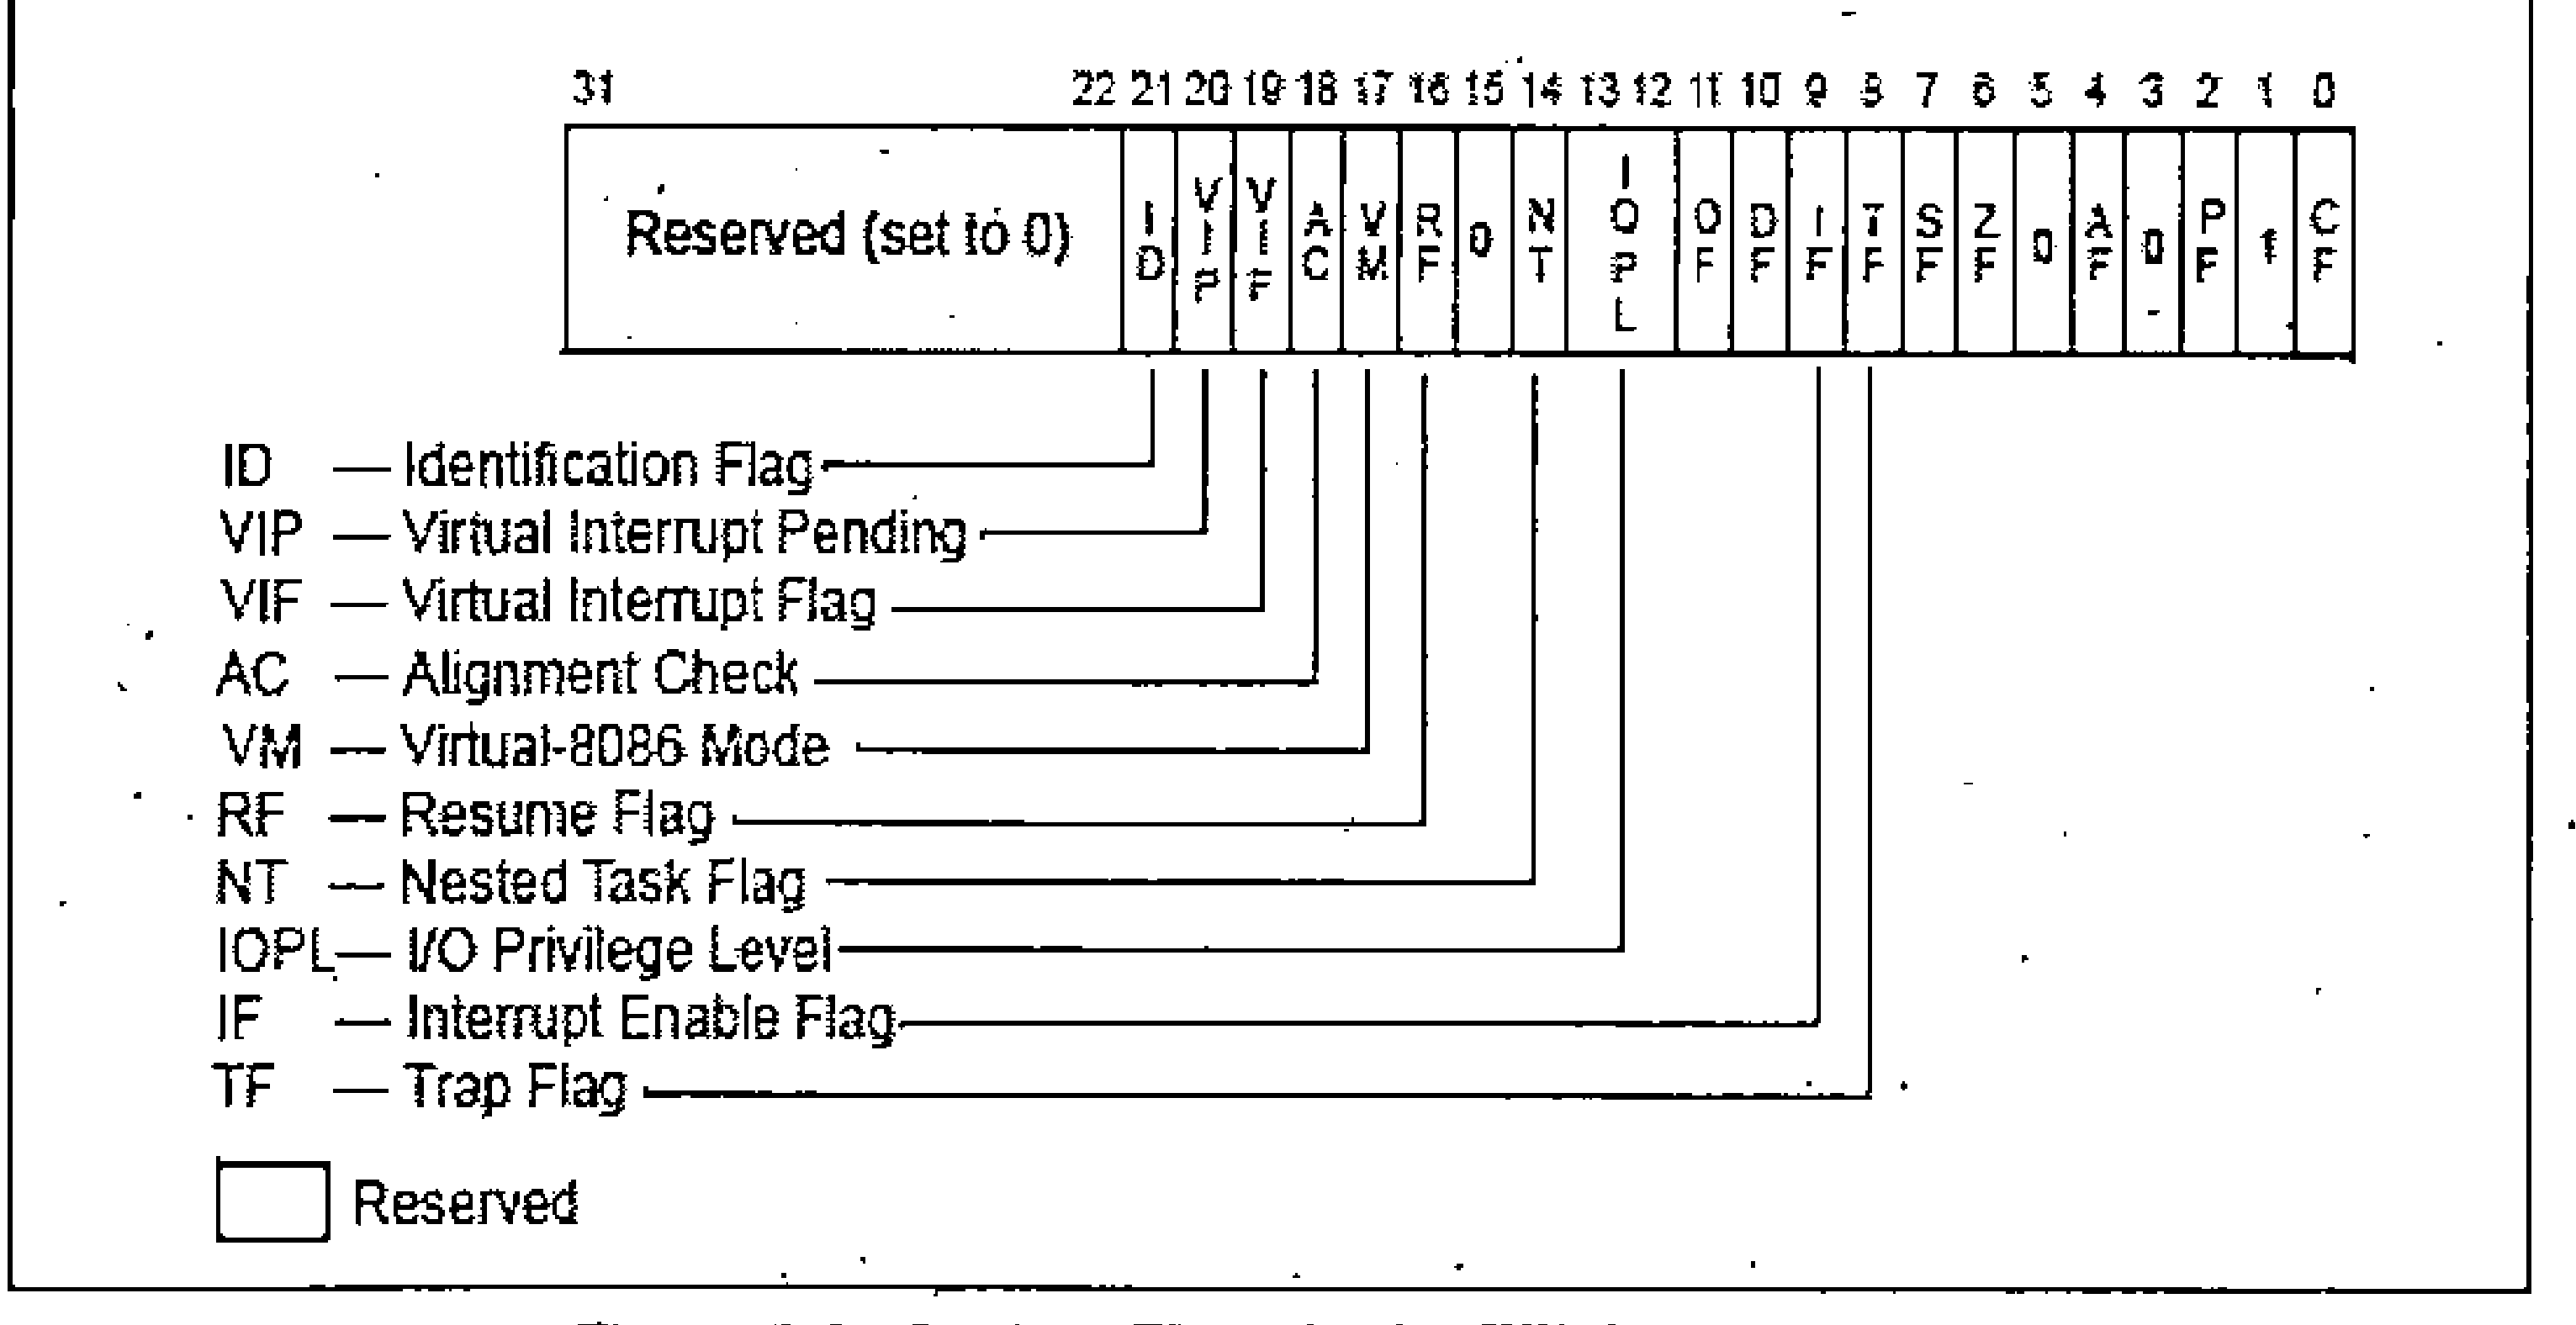 31 22 21 20 19 18 17 16 15 14 13 12 11 10 9 8 7 6 5 4 3 2 1 0
Reserved (set to 0) ID VIP VIF AC VM RF 0 NT IOPL OF DF IF TF SF ZF 0 AF 0 PF 1 CF
ID — Identification Flag
VIP — Virtual Interrupt Pending
VIF — Virtual Interrupt Flag
AC — Alignment Check
VM — Virtual-8086 Mode
RF — Resume Flag
NT — Nested Task Flag
IOPL — I/O Privilege Level
IF — Interrupt Enable Flag
TF — Trap Flag
Reserved